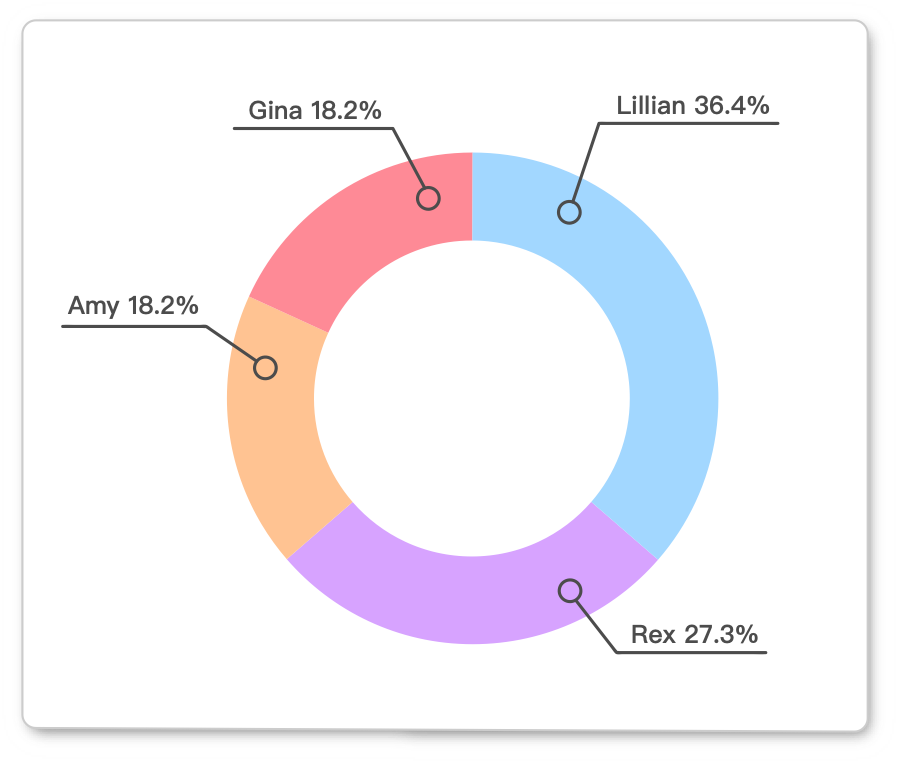 Lillian 36.4%
Gina 18.2%
Amy 18.2%
Rex 27.3%